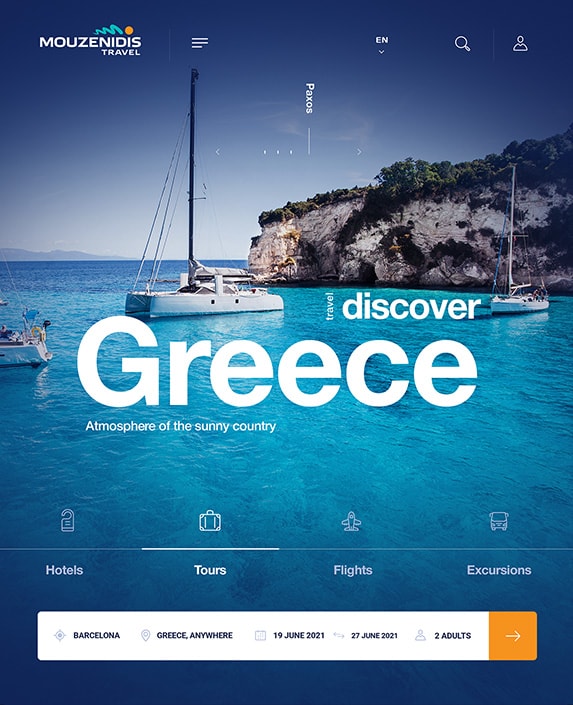 MOUZENIDIS
TRAVEL
EN
Paxos
travel
discover
Greece
Atmosphere of the sunny country
Hotels
Tours
Flights
Excursions
BARCELONA
GREECE, ANYWHERE
19 JUNE 2021
27 JUNE 2021
2 ADULTS